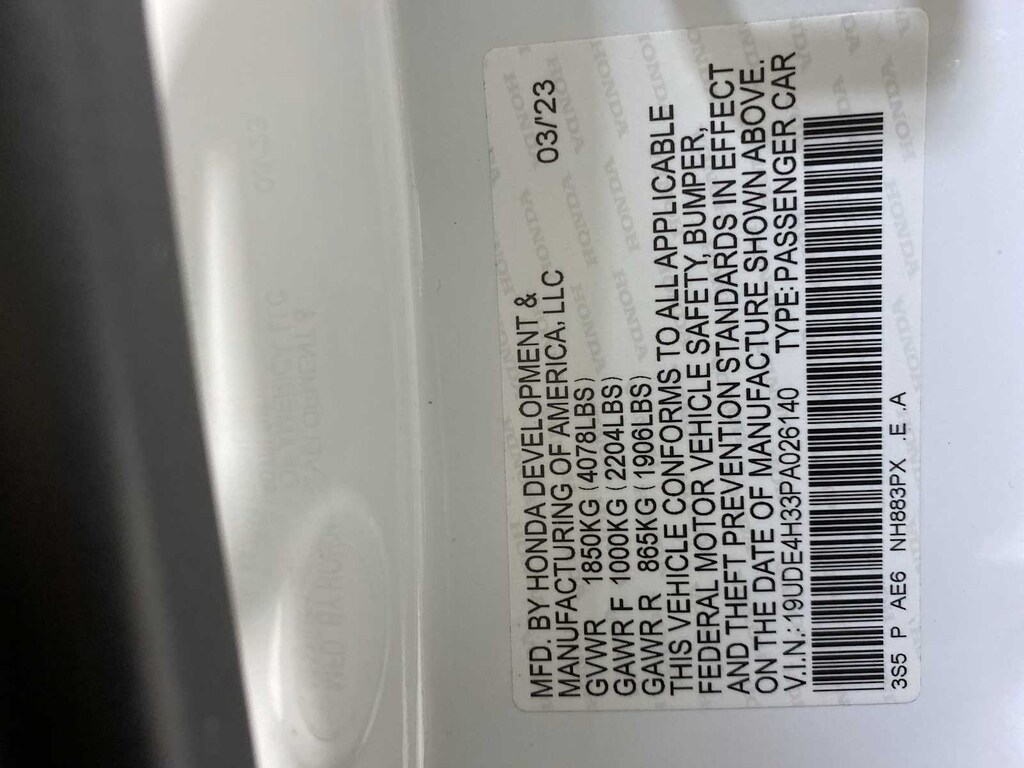 MFD. BY HONDA DEVELOPMENT &
MANUFACTURING OF AMERICA, LLC 03/'23
GVWR 1850KG (4078LBS)
GAWR F 1000KG (2204LBS)
GAWR R 865KG (1906LBS)
THIS VEHICLE CONFORMS TO ALL APPLICABLE
FEDERAL MOTOR VEHICLE SAFETY, BUMPER,
AND THEFT PREVENTION STANDARDS IN EFFECT
ON THE DATE OF MANUFACTURE SHOWN ABOVE.
V.I.N.: 19UDE4H33PA026140 TYPE: PASSENGER CAR
3S5 P AE6 NH883PX .E .A